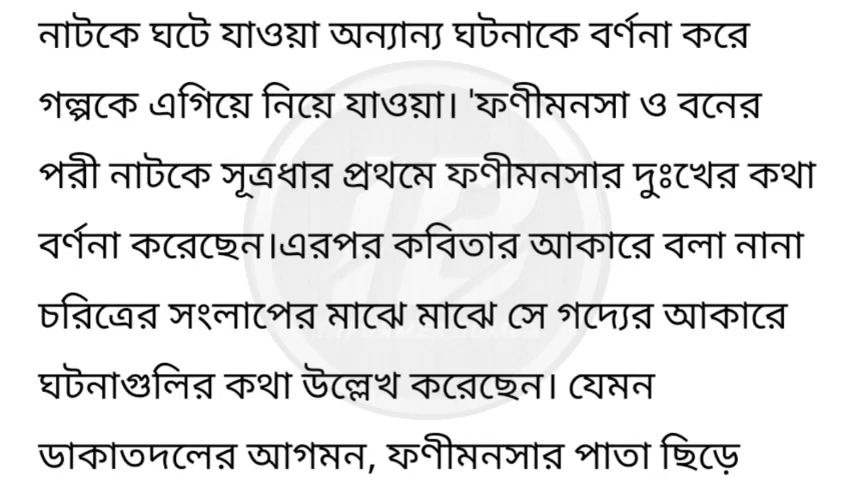 নাটকে ঘটে যাওয়া অন্যান্য ঘটনাকে বর্ণনা করে
গল্পকে এগিয়ে নিয়ে যাওয়া। 'ফণীমনসা ও বনের
পরী নাটকে সূত্রধার প্রথমে ফণীমনসার দুঃখের কথা
বর্ণনা করেছেন।এরপর কবিতার আকারে বলা নানা
চরিত্রের সংলাপের মাঝে মাঝে সে গদ্যের আকারে
ঘটনাগুলির কথা উল্লেখ করেছেন। যেমন
ডাকাতদলের আগমন, ফণীমনসার পাতা ছিড়ে